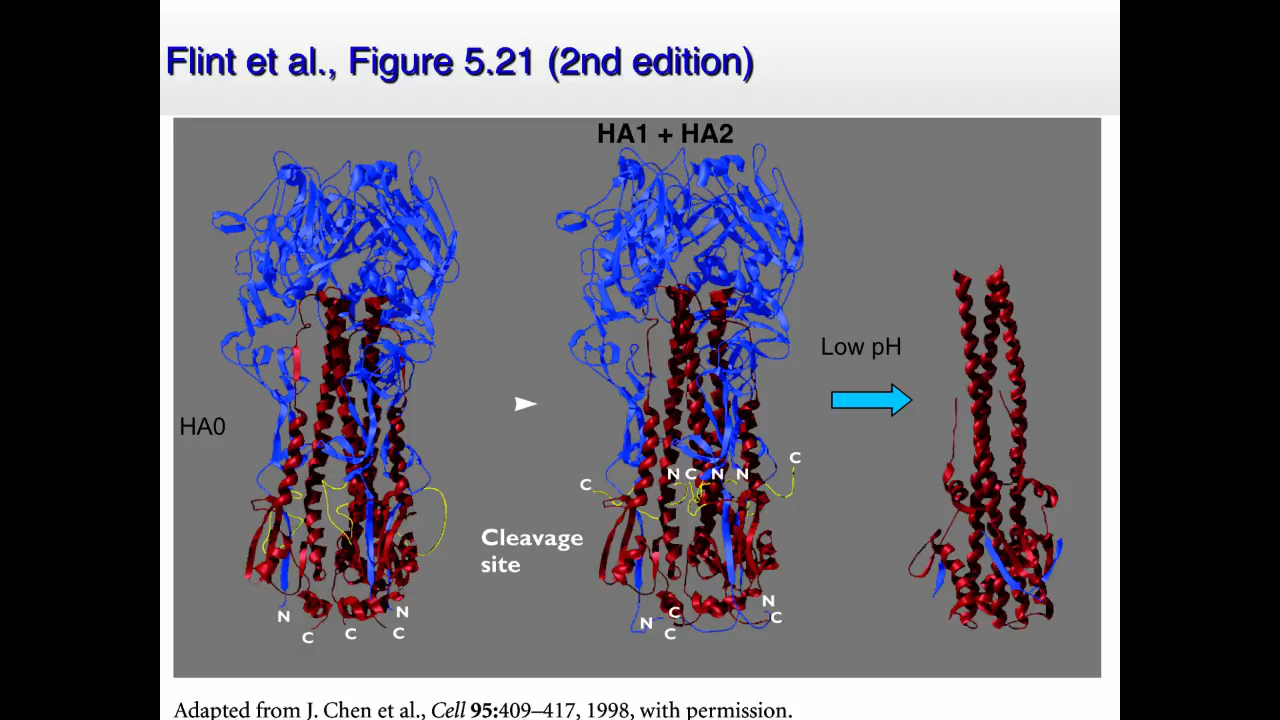 Flint et al., Figure 5.21 (2nd edition)
HA1 + HA2
Low pH
HA0
C
N C N N
C
Cleavage
site
N
C
C
N
C
N
C
C
N
C
Adapted from J. Chen et al., Cell 95:409–417, 1998, with permission.